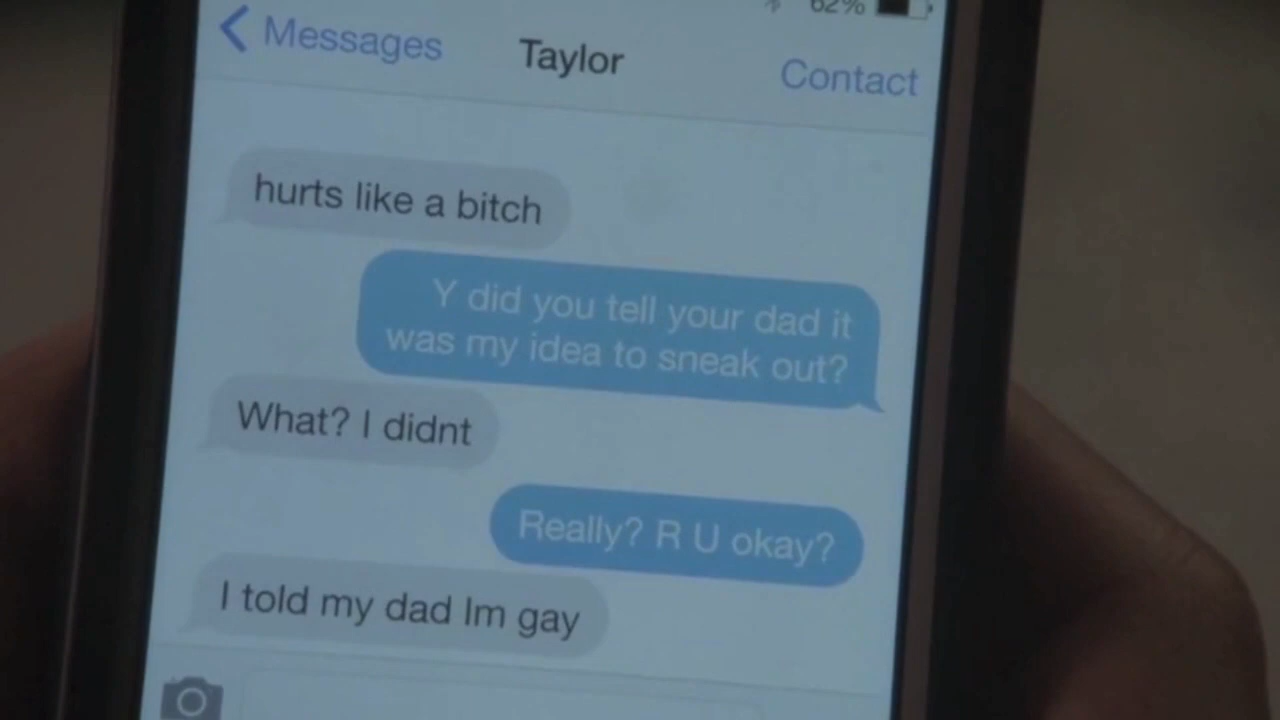 62%
Messages
Taylor
Contact
hurts like a bitch
Y did you tell your dad it
was my idea to sneak out?
What? I didnt
Really? R U okay?
I told my dad Im gay